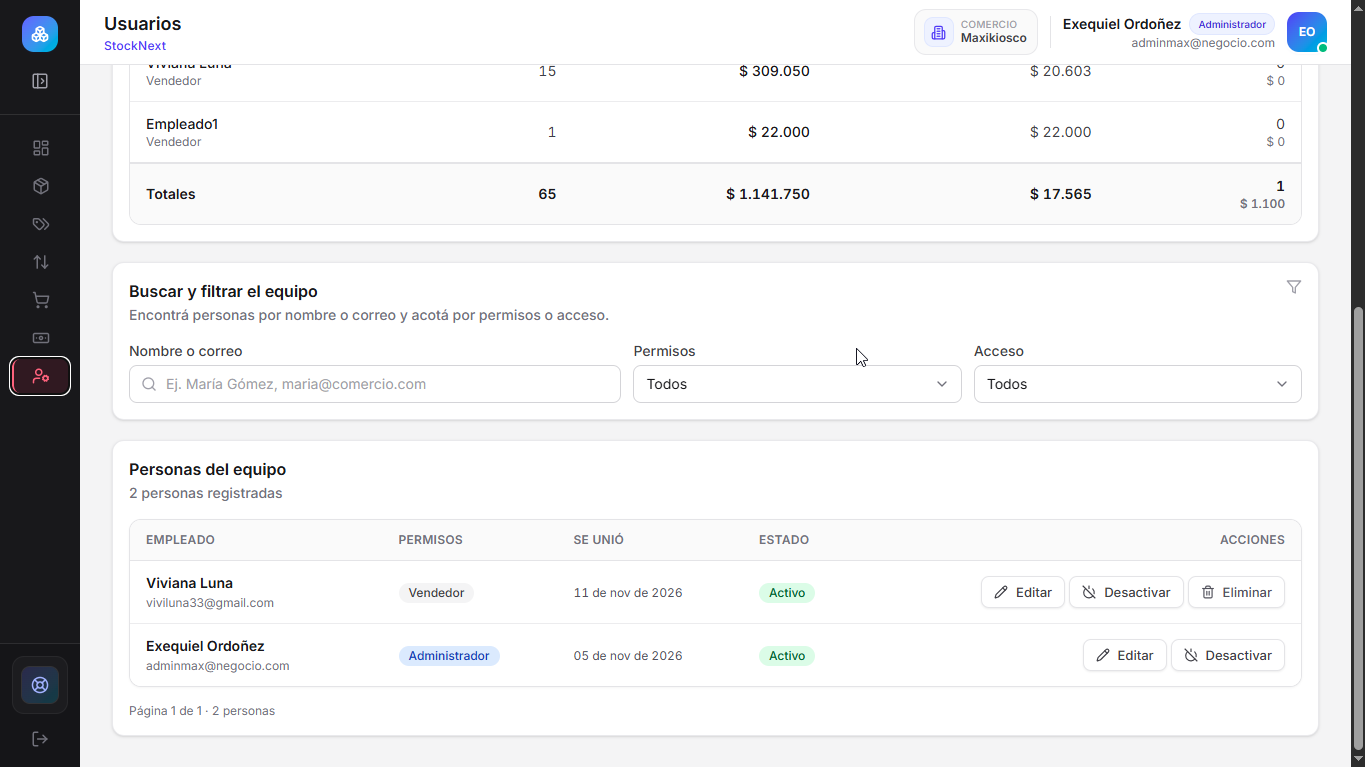 Usuarios
StockNext
COMERCIO
Maxikiosco
Exequiel Ordoñez Administrador
adminmax@negocio.com
EO
Viviana Luna 15 $ 309.050 $ 20.603 0
Vendedor $ 0
Empleado1 1 $ 22.000 $ 22.000 0
Vendedor $ 0
Totales 65 $ 1.141.750 $ 17.565 1
$ 1.100
Buscar y filtrar el equipo
Encontrá personas por nombre o correo y acotá por permisos o acceso.
Nombre o correo Permisos Acceso
Ej. María Gómez, maria@comercio.com Todos Todos
Personas del equipo
2 personas registradas
EMPLEADO PERMISOS SE UNIÓ ESTADO ACCIONES
Viviana Luna Vendedor 11 de nov de 2026 Activo Editar Desactivar Eliminar
viviluna33@gmail.com
Exequiel Ordoñez Administrador 05 de nov de 2026 Activo Editar Desactivar
adminmax@negocio.com
Página 1 de 1 · 2 personas